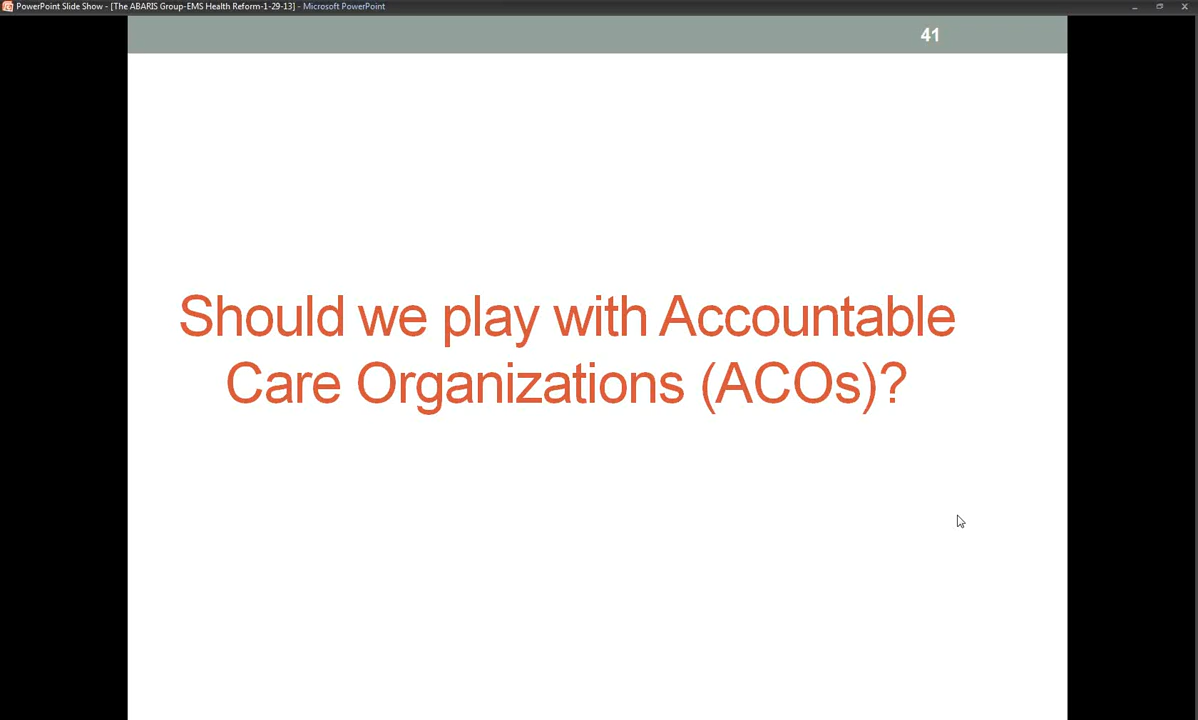 PowerPoint Slide Show - [The ABARIS Group-EMS Health Reform-1-29-13] - Microsoft PowerPoint
41
Should we play with Accountable
Care Organizations (ACOs)?